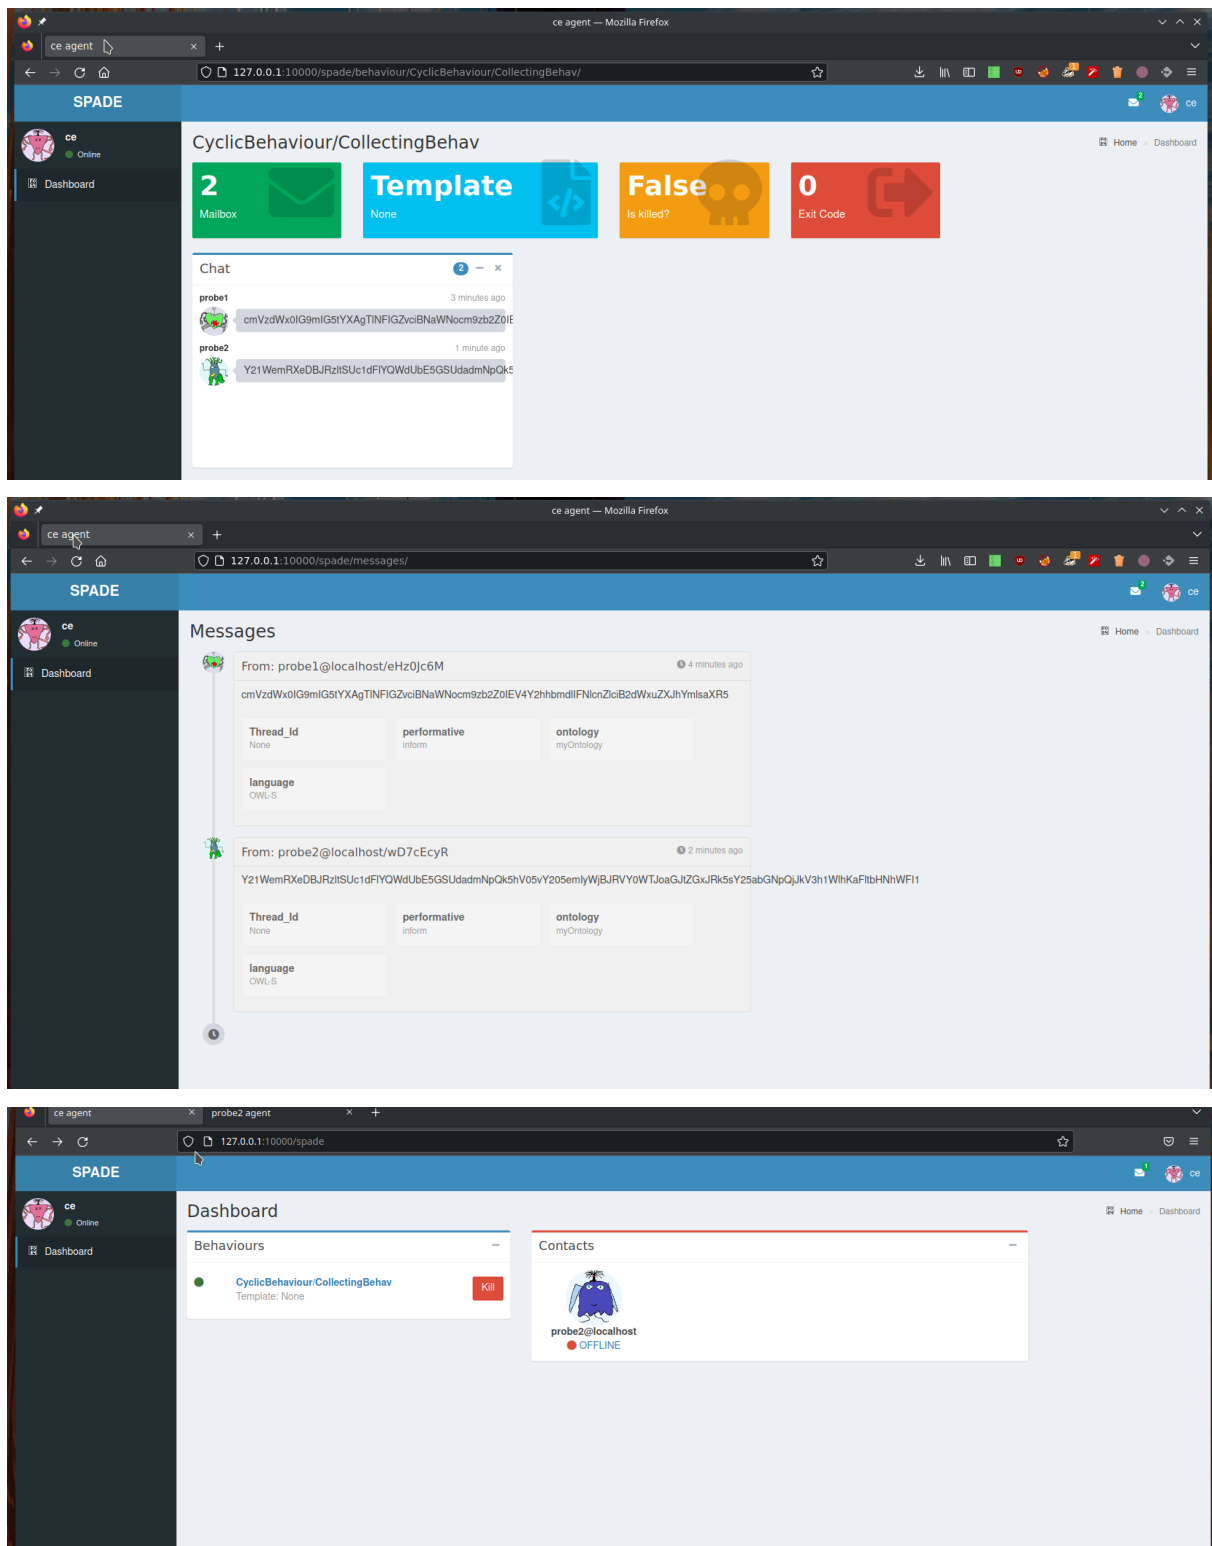 ce agent — Mozilla Firefox
ce agent
127.0.0.1:10000/spade/behaviour/CyclicBehaviour/CollectingBehav/
SPADE
2
ce
ce
Online
Dashboard
CyclicBehaviour/CollectingBehav
Home > Dashboard
2
Mailbox
Template
None
False
Is killed?
0
Exit Code
Chat
2
probe1
3 minutes ago
probe2
1 minute ago
ce agent — Mozilla Firefox
ce agent
127.0.0.1:10000/spade/messages/
SPADE
2
ce
ce
Online
Dashboard
Messages
Home > Dashboard
From: probe1@localhost/eHz0Jc6M
4 minutes ago
Thread_Id
None
performative
inform
ontology
myOntology
language
OWL-S
From: probe2@localhost/wD7cEcyR
2 minutes ago
Thread_Id
None
performative
inform
ontology
myOntology
language
OWL-S
ce agent
probe2 agent
127.0.0.1:10000/spade
SPADE
1
ce
ce
Online
Dashboard
Dashboard
Home > Dashboard
Behaviours
CyclicBehaviour/CollectingBehav
Template: None
Kill
Contacts
probe2@localhost
OFFLINE